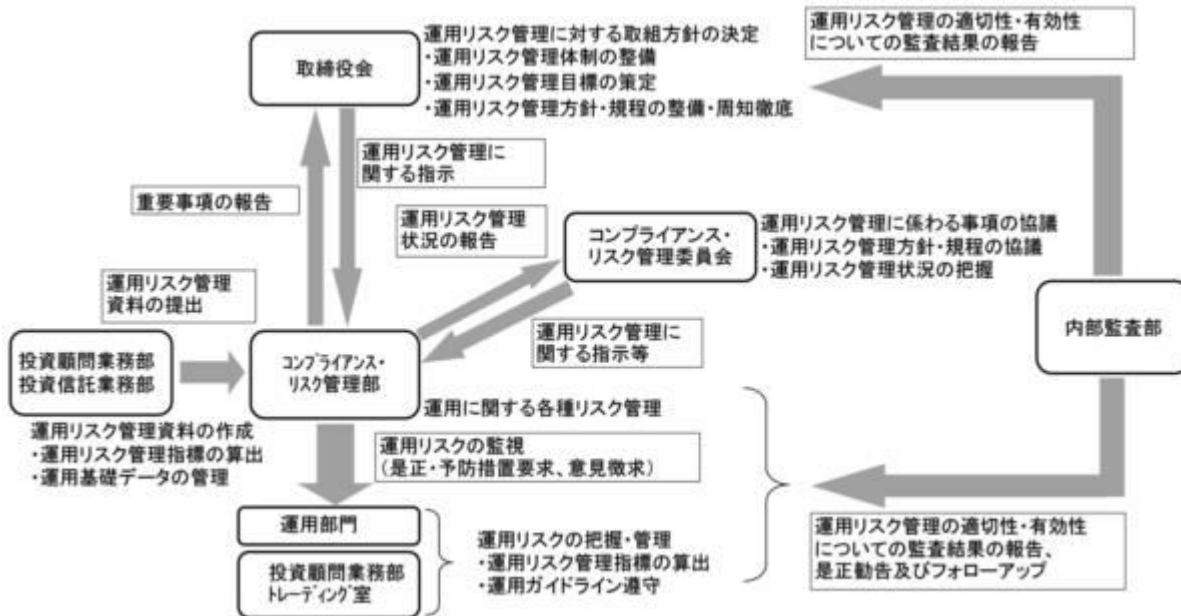 運用リスク管理に対する取組方針の決定
・運用リスク管理体制の整備
・運用リスク管理目標の策定
・運用リスク管理方針・規程の整備・周知徹底
取締役会
運用リスク管理の適切性・有効性
についての監査結果の報告
運用リスク管理に
関する指示
重要事項の報告
運用リスク管理
状況の報告
コンプライアンス・
リスク管理委員会
運用リスク管理に係わる事項の協議
・運用リスク管理方針・規程の協議
・運用リスク管理状況の把握
運用リスク管理
資料の提出
内部監査部
運用リスク管理に
関する指示等
投資顧問業務部
投資信託業務部
コンプライアンス・
リスク管理部
運用に関する各種リスク管理
運用リスク管理資料の作成
・運用リスク管理指標の算出
・運用基礎データの管理
運用リスクの監視
（是正・予防措置要求、意見徴求）
運用部門
投資顧問業務部
トレーディング室
運用リスクの把握・管理
・運用リスク管理指標の算出
・運用ガイドライン遵守
運用リスク管理の適切性・有効性
についての監査結果の報告、
是正勧告及びフォローアップ